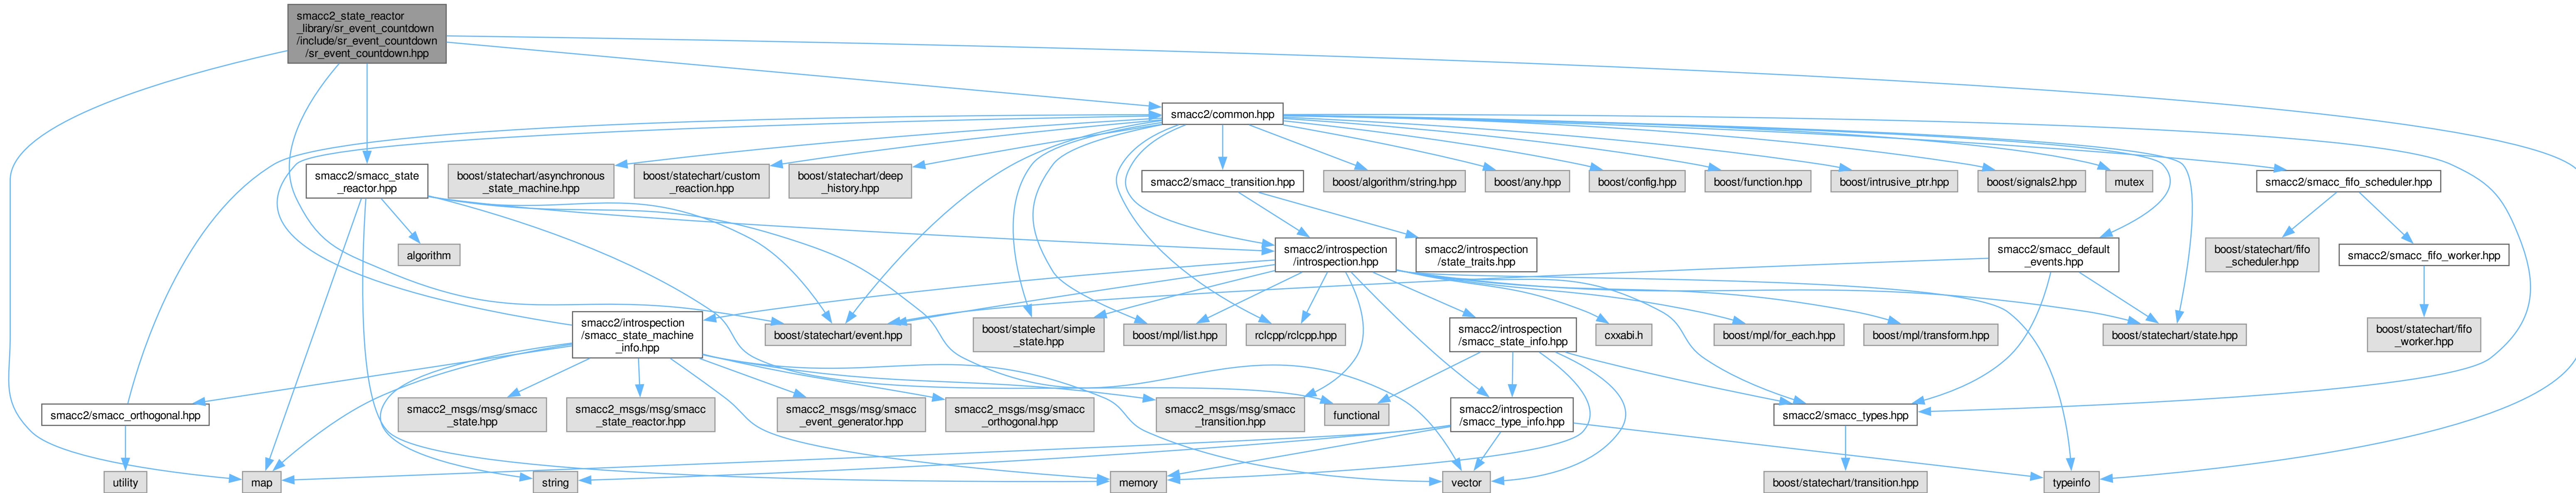 smacc2_state_reactor
_library/sr_event_countdown
/include/sr_event_countdown
/sr_event_countdown.hpp
smacc2/common.hpp
smacc2/smacc_state
_reactor.hpp
boost/statechart/asynchronous
_state_machine.hpp
boost/statechart/custom
_reaction.hpp
boost/statechart/deep
_history.hpp
smacc2/smacc_transition.hpp
boost/algorithm/string.hpp
boost/any.hpp
boost/config.hpp
boost/function.hpp
boost/intrusive_ptr.hpp
boost/signals2.hpp
mutex
smacc2/smacc_fifo_scheduler.hpp
algorithm
smacc2/introspection
/introspection.hpp
smacc2/introspection
/state_traits.hpp
smacc2/smacc_default
_events.hpp
boost/statechart/fifo
_scheduler.hpp
smacc2/smacc_fifo_worker.hpp
smacc2/introspection
/smacc_state_machine
_info.hpp
boost/statechart/event.hpp
boost/statechart/simple
_state.hpp
boost/mpl/list.hpp
rclcpp/rclcpp.hpp
smacc2/introspection
/smacc_state_info.hpp
cxxabi.h
boost/mpl/for_each.hpp
boost/mpl/transform.hpp
boost/statechart/state.hpp
boost/statechart/fifo
_worker.hpp
smacc2/smacc_orthogonal.hpp
smacc2_msgs/msg/smacc
_state.hpp
smacc2_msgs/msg/smacc
_state_reactor.hpp
smacc2_msgs/msg/smacc
_event_generator.hpp
smacc2_msgs/msg/smacc
_orthogonal.hpp
smacc2_msgs/msg/smacc
_transition.hpp
functional
smacc2/introspection
/smacc_type_info.hpp
smacc2/smacc_types.hpp
utility
map
string
memory
vector
boost/statechart/transition.hpp
typeinfo